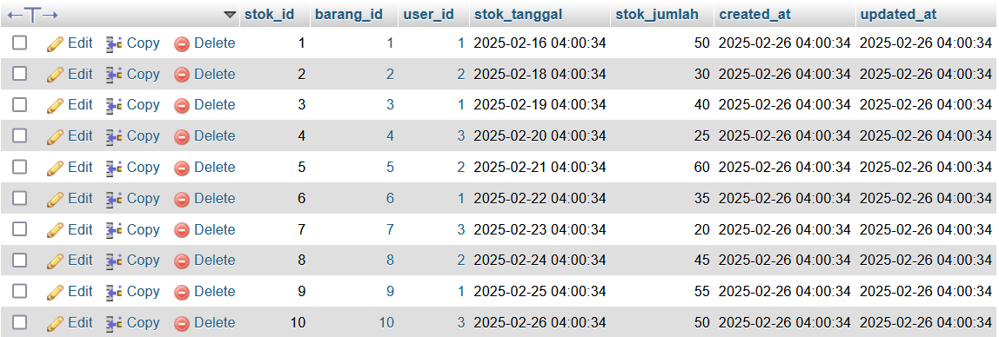 ←T→ stok_id barang_id user_id stok_tanggal stok_jumlah created_at updated_at
Edit Copy Delete 1 1 1 2025-02-16 04:00:34 50 2025-02-26 04:00:34 2025-02-26 04:00:34
Edit Copy Delete 2 2 2 2025-02-18 04:00:34 30 2025-02-26 04:00:34 2025-02-26 04:00:34
Edit Copy Delete 3 3 1 2025-02-19 04:00:34 40 2025-02-26 04:00:34 2025-02-26 04:00:34
Edit Copy Delete 4 4 3 2025-02-20 04:00:34 25 2025-02-26 04:00:34 2025-02-26 04:00:34
Edit Copy Delete 5 5 2 2025-02-21 04:00:34 60 2025-02-26 04:00:34 2025-02-26 04:00:34
Edit Copy Delete 6 6 1 2025-02-22 04:00:34 35 2025-02-26 04:00:34 2025-02-26 04:00:34
Edit Copy Delete 7 7 3 2025-02-23 04:00:34 20 2025-02-26 04:00:34 2025-02-26 04:00:34
Edit Copy Delete 8 8 2 2025-02-24 04:00:34 45 2025-02-26 04:00:34 2025-02-26 04:00:34
Edit Copy Delete 9 9 1 2025-02-25 04:00:34 55 2025-02-26 04:00:34 2025-02-26 04:00:34
Edit Copy Delete 10 10 3 2025-02-26 04:00:34 50 2025-02-26 04:00:34 2025-02-26 04:00:34